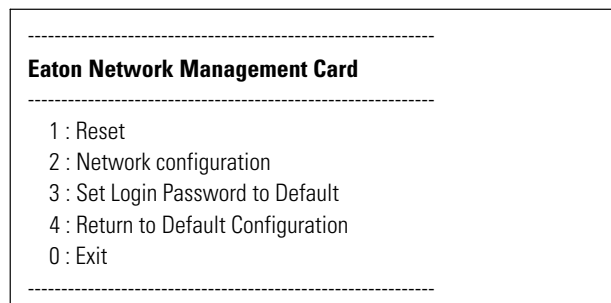 ---------------------------------------------------------------
Eaton Network Management Card
---------------------------------------------------------------
1 : Reset
2 : Network configuration
3 : Set Login Password to Default
4 : Return to Default Configuration
0 : Exit
---------------------------------------------------------------